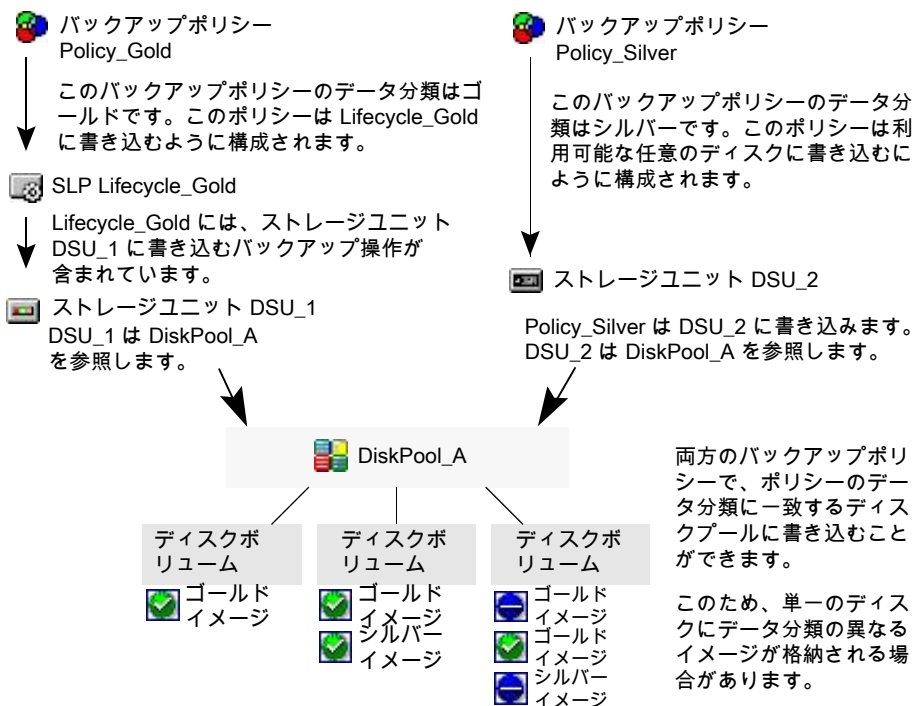 バックアップポリシー
Policy_Gold
このバックアップポリシーのデータ分類はゴ
ールドです。このポリシーは Lifecycle_Gold
に書き込むように構成されます。
SLP Lifecycle_Gold
Lifecycle_Gold には、ストレージユニット
DSU_1 に書き込むバックアップ操作が
含まれています。
ストレージユニット DSU_1
DSU_1 は DiskPool_A
を参照します。
バックアップポリシー
Policy_Silver
このバックアップポリシーのデータ分
類はシルバーです。このポリシーは利
用可能な任意のディスクに書き込むに
ように構成されます。
ストレージユニット DSU_2
Policy_Silver は DSU_2 に書き込みます。
DSU_2 は DiskPool_A を参照します。
DiskPool_A
ディスクボ
リューム
ゴールド
イメージ
ディスクボ
リューム
ゴールド
イメージ
シルバー
イメージ
ディスクボ
リューム
ゴールド
イメージ
ゴールド
イメージ
シルバー
イメージ
両方のバックアップポリ
シーで、ポリシーのデー
タ分類に一致するディス
クプールに書き込むこと
ができます。
このため、単一のディス
クにデータ分類の異なる
イメージが格納される場
合があります。